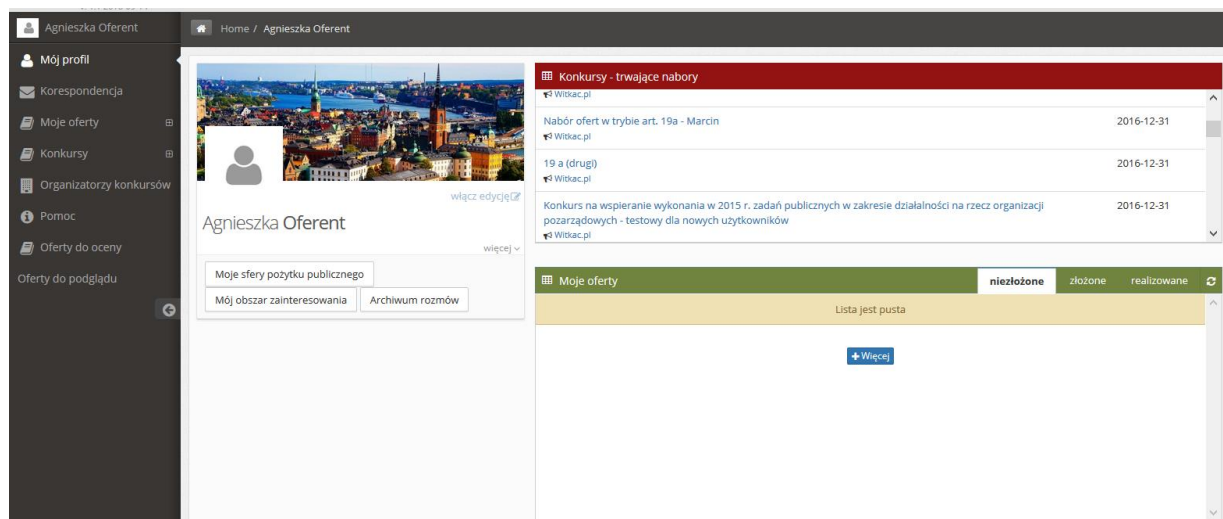 Agnieszka Oferent
Home / Agnieszka Oferent
Mój profil
Korespondencja
Moje oferty
Konkursy
Organizatorzy konkursów
Pomoc
Oferty do oceny
Oferty do podglądu
włącz edycję
Agnieszka Oferent
więcej
Moje sfery pożytku publicznego
Mój obszar zainteresowania Archiwum rozmów
Konkursy - trwające nabory
Witkac.pl
Nabór ofert w trybie art. 19a - Marcin 2016-12-31
Witkac.pl
19 a (drugi) 2016-12-31
Witkac.pl
Konkurs na wspieranie wykonania w 2015 r. zadań publicznych w zakresie działalności na rzecz organizacji 2016-12-31
pozarządowych - testowy dla nowych użytkowników
Witkac.pl
Moje oferty niezłożone złożone realizowane
Lista jest pusta
+ Więcej